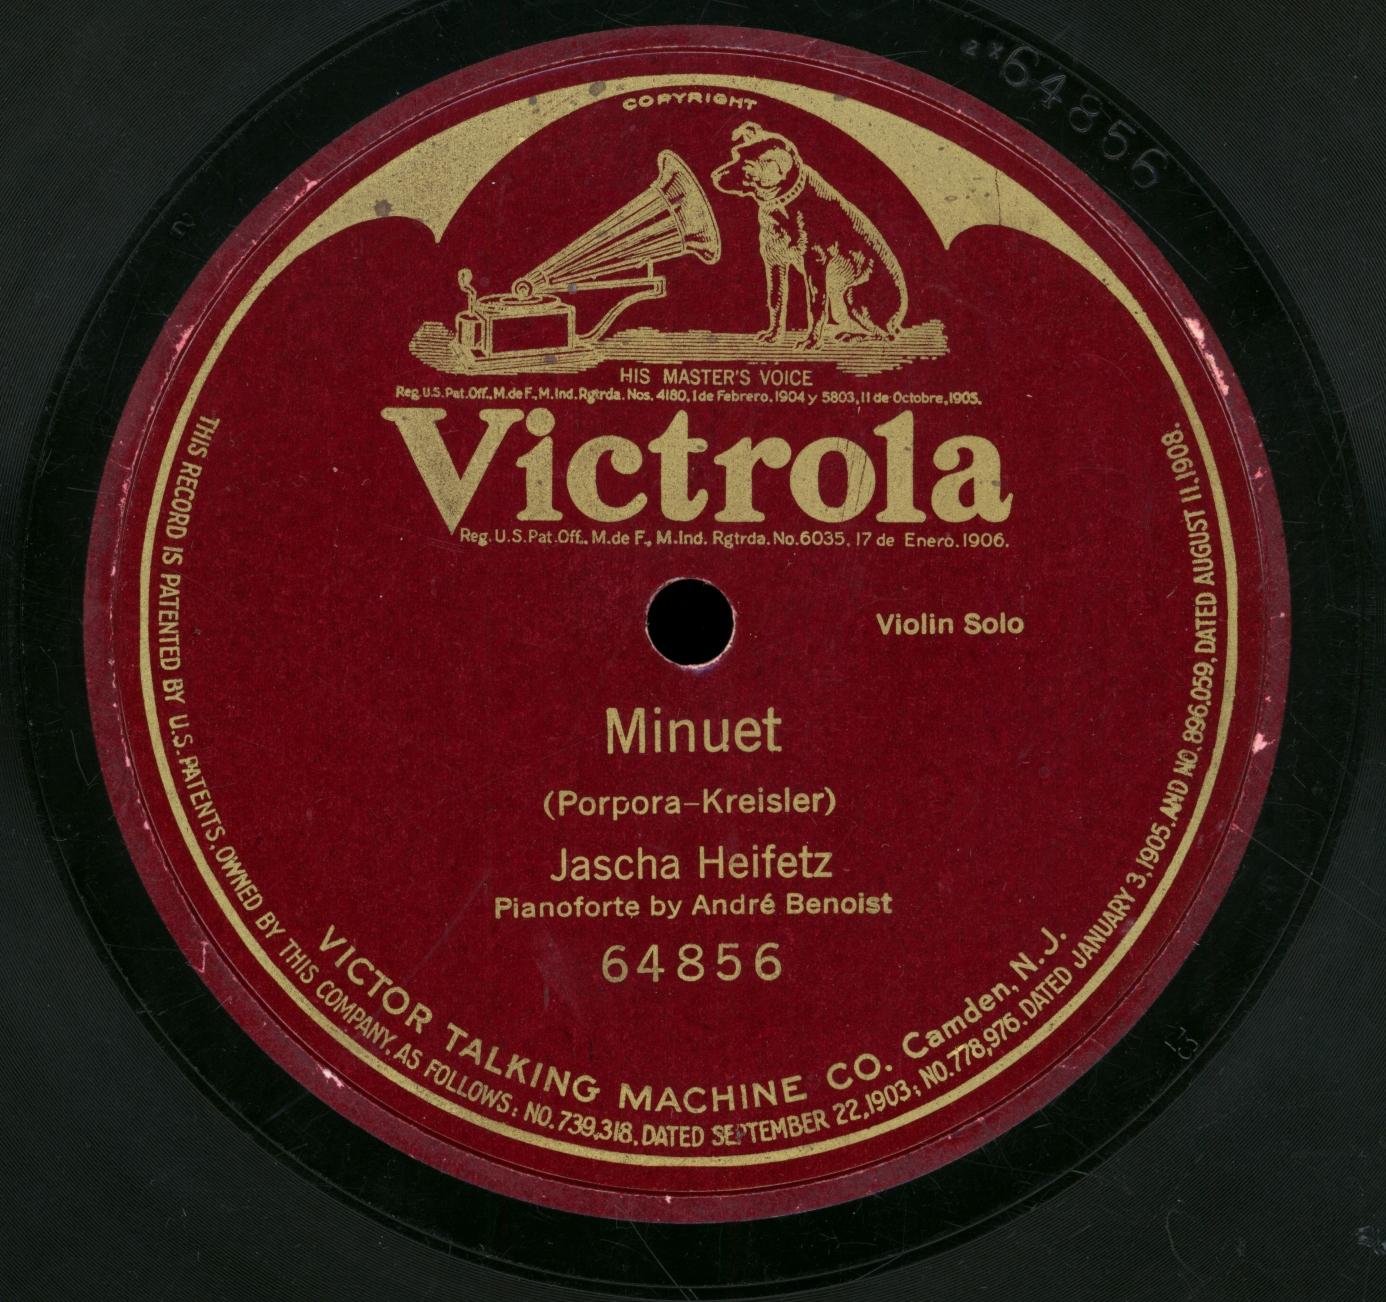 COPYRIGHT
HIS MASTER'S VOICE
Reg. U.S. Pat. Off., M. de F., M. Ind. Rgtrda. Nos. 4180, 1 de Febrero, 1904 y 5803, 11 de Octubre, 1905.
Victrola
Reg. U.S. Pat. Off., M. de F., M. Ind. Rgtrda. No. 6035, 17 de Enero, 1906.
Violin Solo
Minuet
(Porpora-Kreisler)
Jascha Heifetz
Pianoforte by André Benoist
64856
VICTOR TALKING MACHINE CO. Camden, N. J.
THIS RECORD IS PATENTED BY U.S. PATENTS, OWNED BY THIS COMPANY, AS FOLLOWS: NO. 739,318, DATED SEPTEMBER 22, 1903; NO. 778,976, DATED JANUARY 3, 1905, AND NO. 896,059, DATED AUGUST 11, 1908.
64856